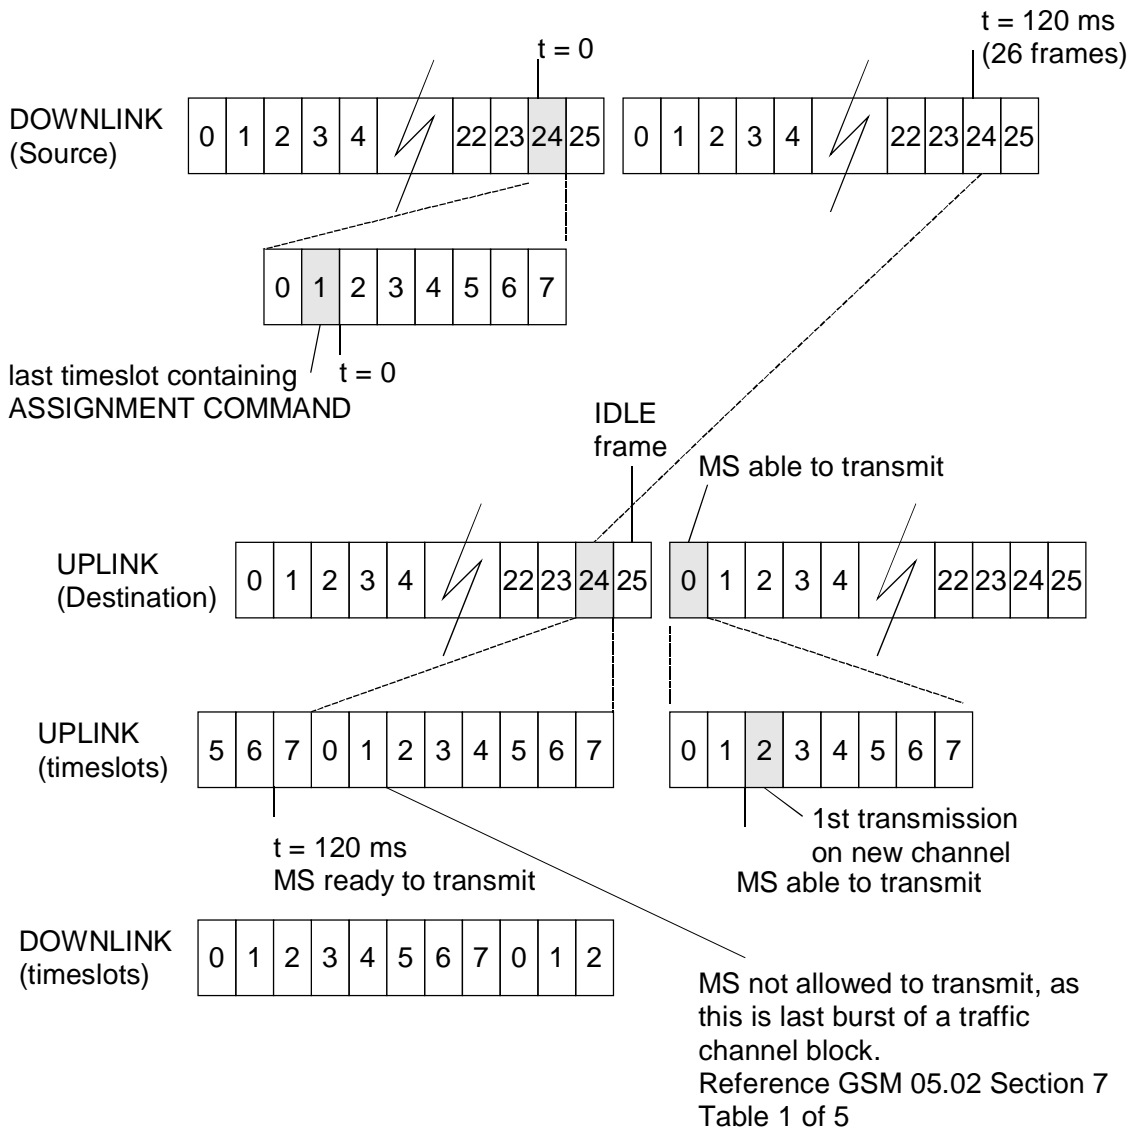 t = 120 ms
(26 frames)
t = 0
DOWNLINK
(Source)
0 1 2 3 4 22 23 24 25 0 1 2 3 4 22 23 24 25
0 1 2 3 4 5 6 7
last timeslot containing
ASSIGNMENT COMMAND
t = 0
IDLE
frame
MS able to transmit
UPLINK
(Destination)
0 1 2 3 4 22 23 24 25 0 1 2 3 4 22 23 24 25
UPLINK
(timeslots)
5 6 7 0 1 2 3 4 5 6 7 0 1 2 3 4 5 6 7
t = 120 ms
MS ready to transmit
1st transmission
on new channel
MS able to transmit
DOWNLINK
(timeslots)
0 1 2 3 4 5 6 7 0 1 2
MS not allowed to transmit, as
this is last burst of a traffic
channel block.
Reference GSM 05.02 Section 7
Table 1 of 5